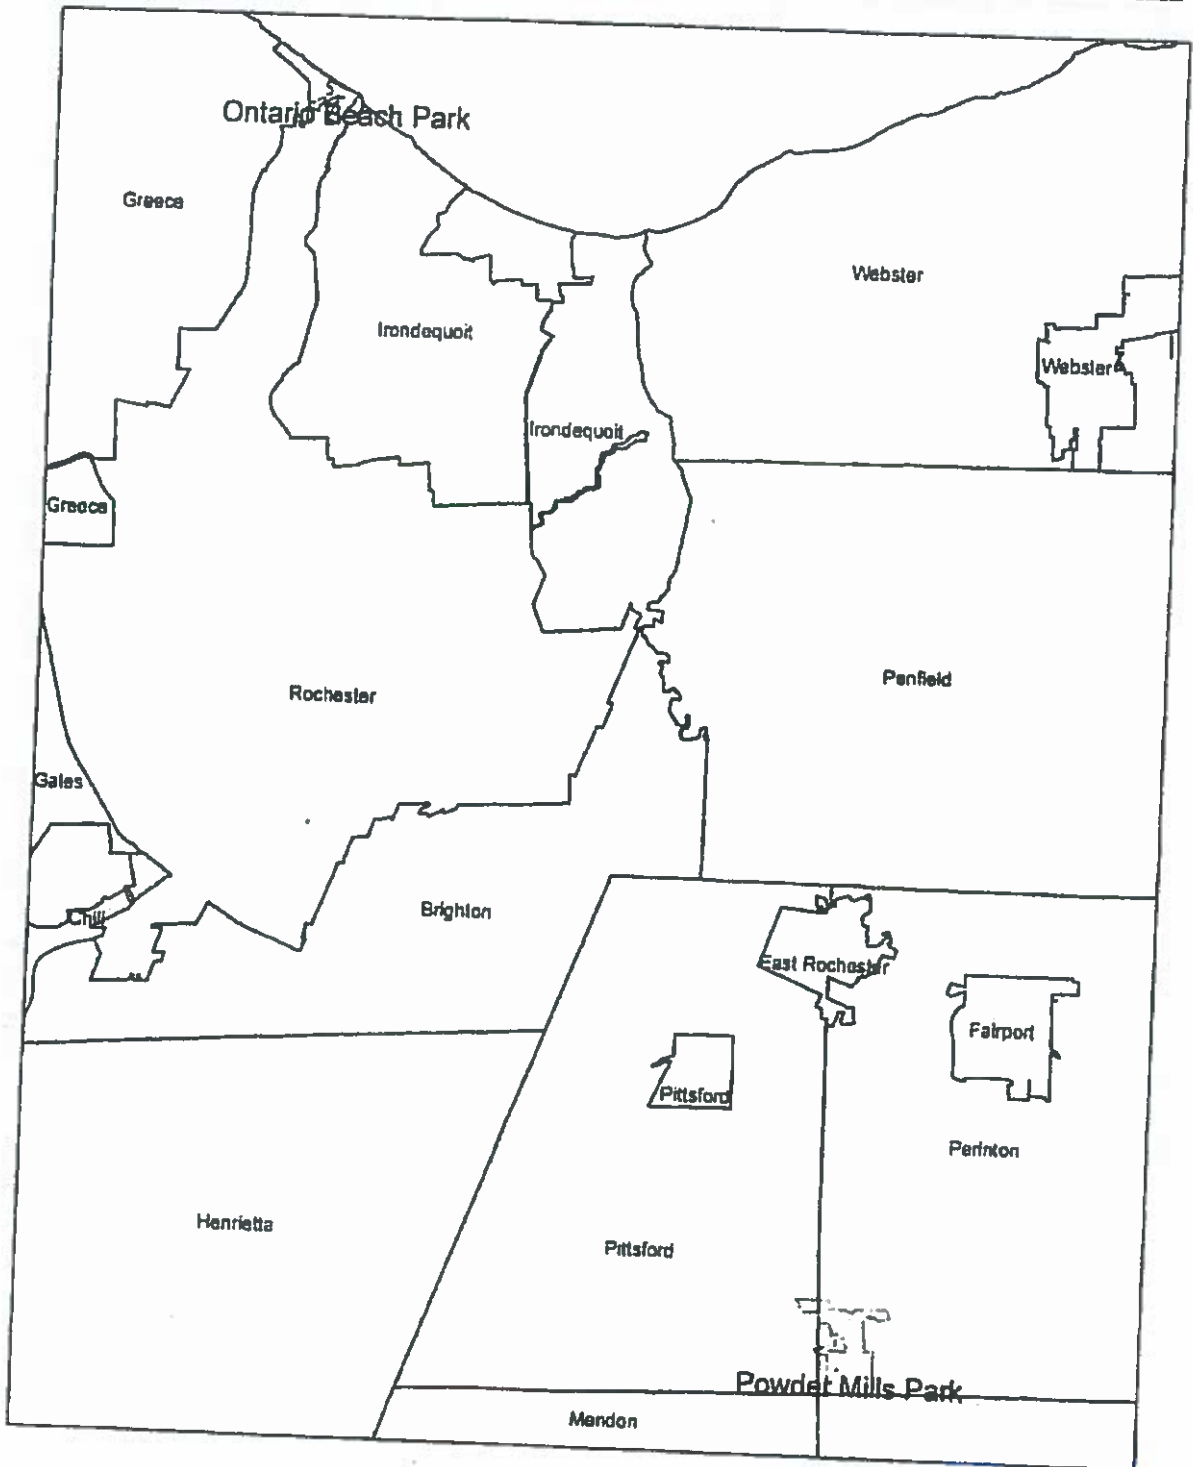 Ontario Beach Park
Greece
Webster
Irondequoit
Webster
Irondequoit
Greece
Penfield
Rochester
Gates
Brighton
Chili
East Rochester
Fairport
Pittsford
Perinton
Henrietta
Pittsford
Powder Mills Park
Mendon